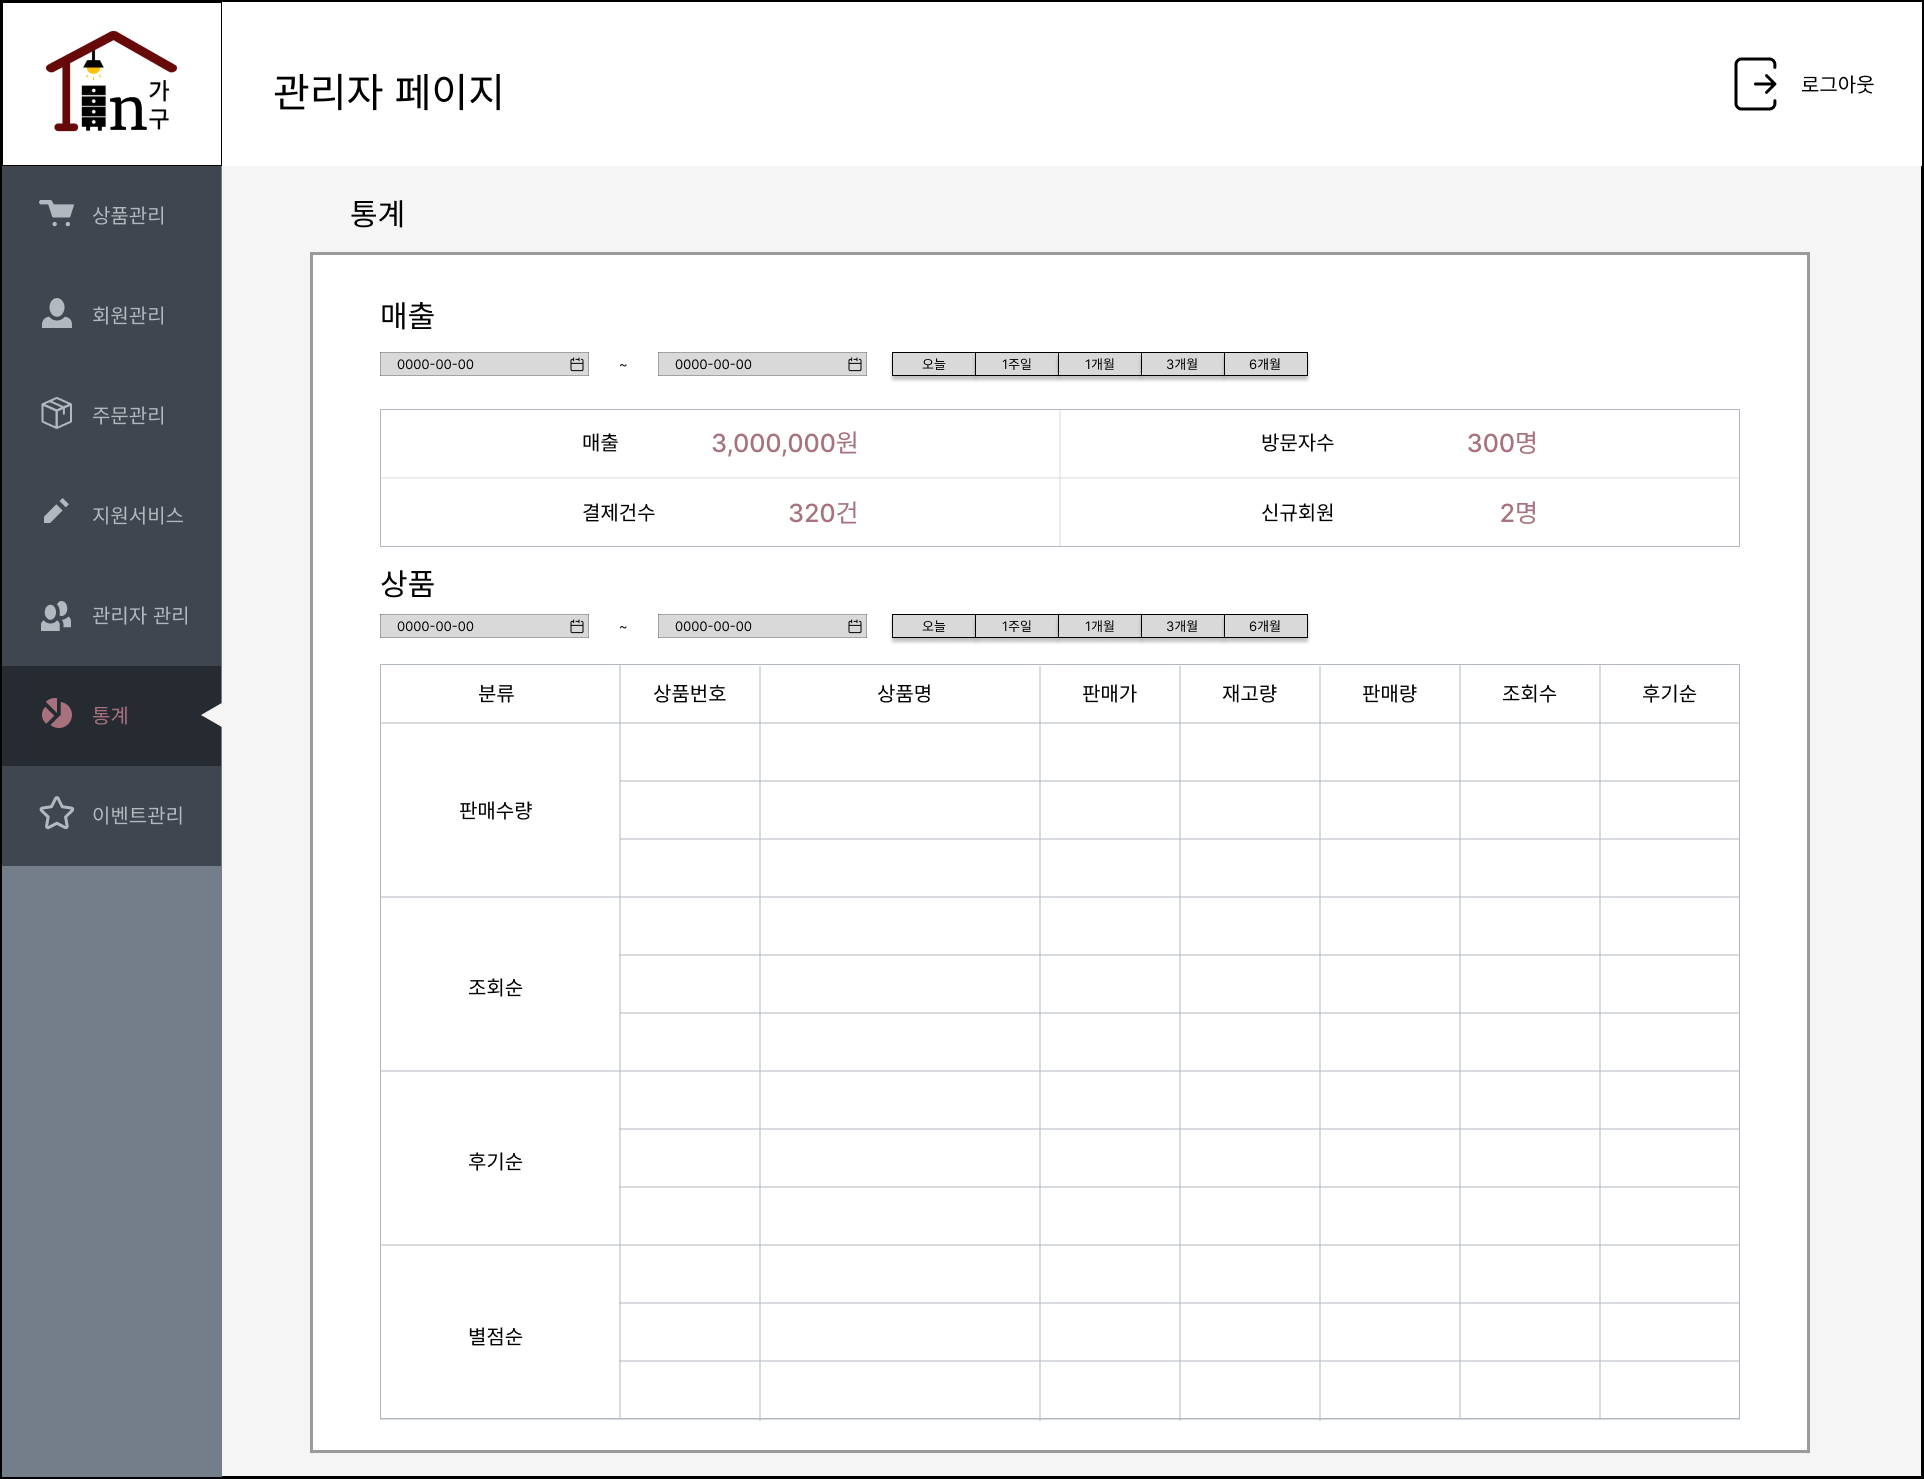 in 가구
관리자 페이지
로그아웃
상품관리
회원관리
주문관리
지원서비스
관리자 관리
통계
이벤트관리
통계
매출
0000-00-00 ~ 0000-00-00 오늘 1주일 1개월 3개월 6개월
매출 3,000,000원 방문자수 300명
결제건수 320건 신규회원 2명
상품
0000-00-00 ~ 0000-00-00 오늘 1주일 1개월 3개월 6개월
분류 상품번호 상품명 판매가 재고량 판매량 조회수 후기순
판매수량
조회순
후기순
별점순